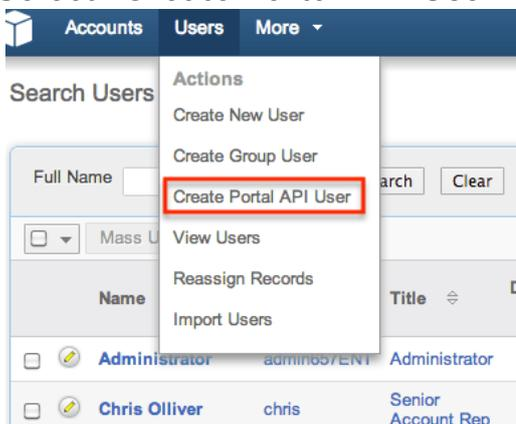 Accounts Users More
Actions
Search Users
Create New User
Create Group User
Full Name
Create Portal API User
arch Clear
Mass U
View Users
Reassign Records
Name
Title
Import Users
Administrator admin657ENT Administrator
Chris Olliver chris Senior
Account Rep